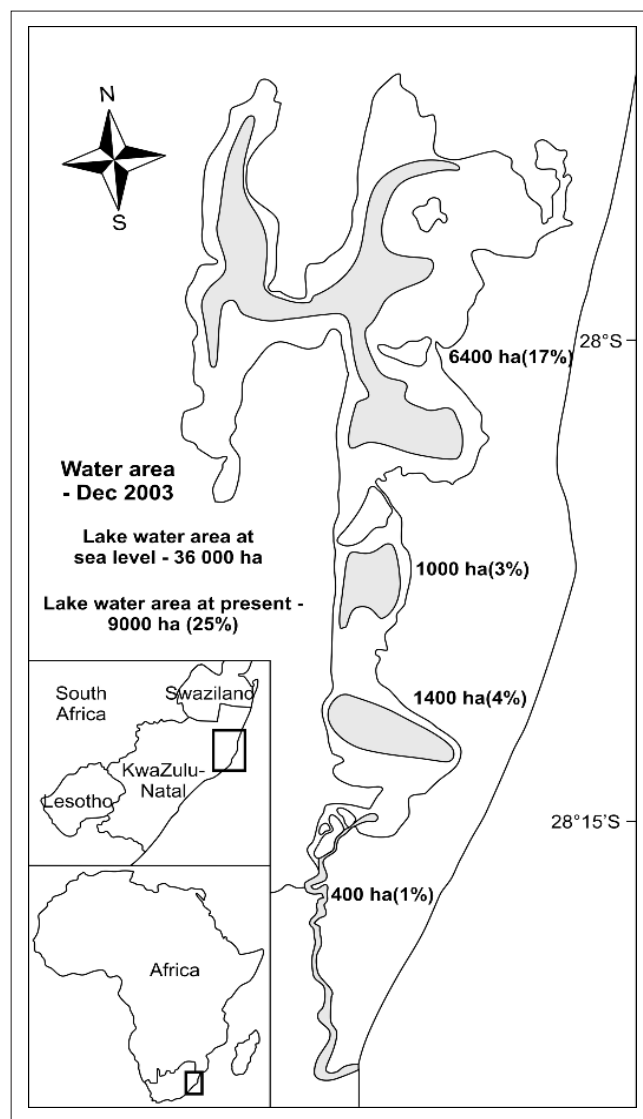 N
S
28°S
6400 ha(17%)
Water area
- Dec 2003
Lake water area at
sea level - 36 000 ha
1000 ha(3%)
Lake water area at present -
9000 ha (25%)
South
Africa
Swaziland
1400 ha(4%)
KwaZulu-
Natal
Lesotho
28°15'S
400 ha(1%)
Africa